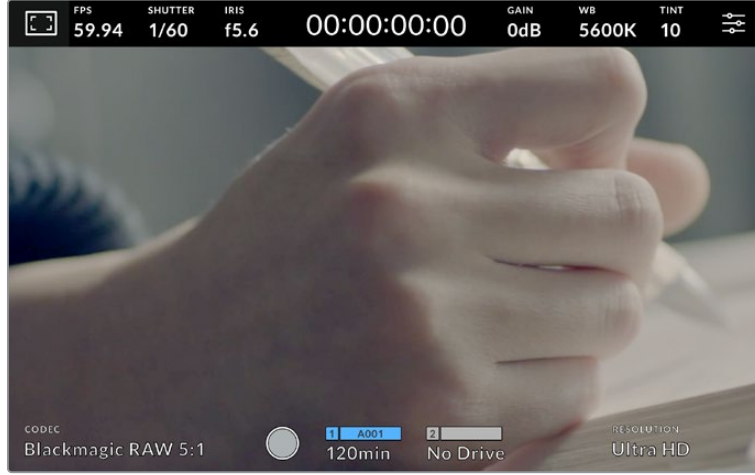 FPS SHUTTER IRIS GAIN WB TINT
59.94 1/60 f5.6 00:00:00:00 0dB 5600K 10
CODEC 1 A001 2 RESOLUTION
Blackmagic RAW 5:1 120min No Drive Ultra HD